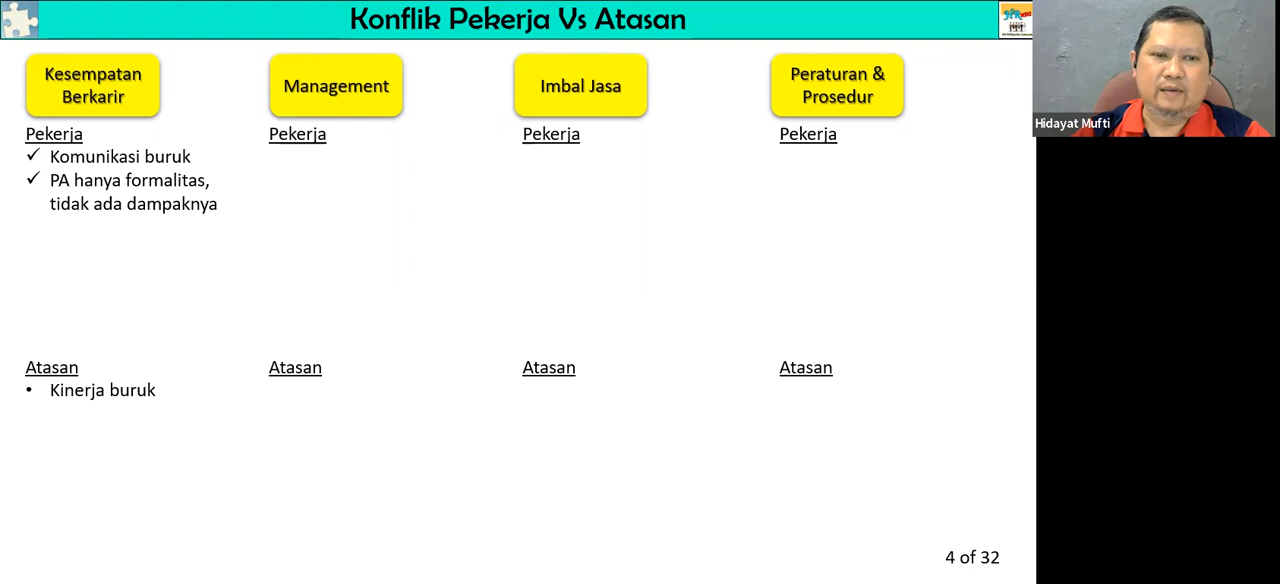 Konflik Pekerja Vs Atasan
Hidayat Mufti
Kesempatan
Berkarir
Management
Imbal Jasa
Peraturan &
Prosedur
Pekerja
✓ Komunikasi buruk
✓ PA hanya formalitas,
tidak ada dampaknya
Pekerja
Pekerja
Pekerja
Atasan
• Kinerja buruk
Atasan
Atasan
Atasan
4 of 32